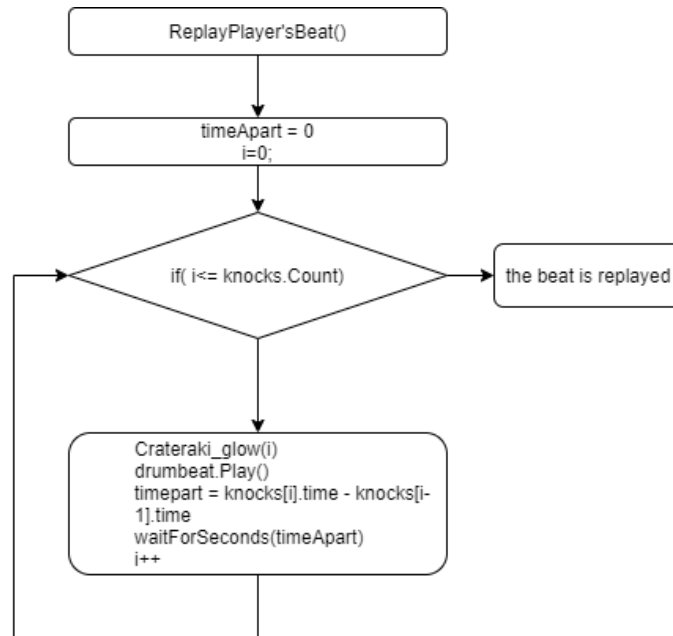 ReplayPlayer'sBeat()
timeApart = 0
i=0;
if( i<= knocks.Count)
the beat is replayed
Crateraki_glow(i)
drumbeat.Play()
timepart = knocks[i].time - knocks[i-
1].time
waitForSeconds(timeApart)
i++